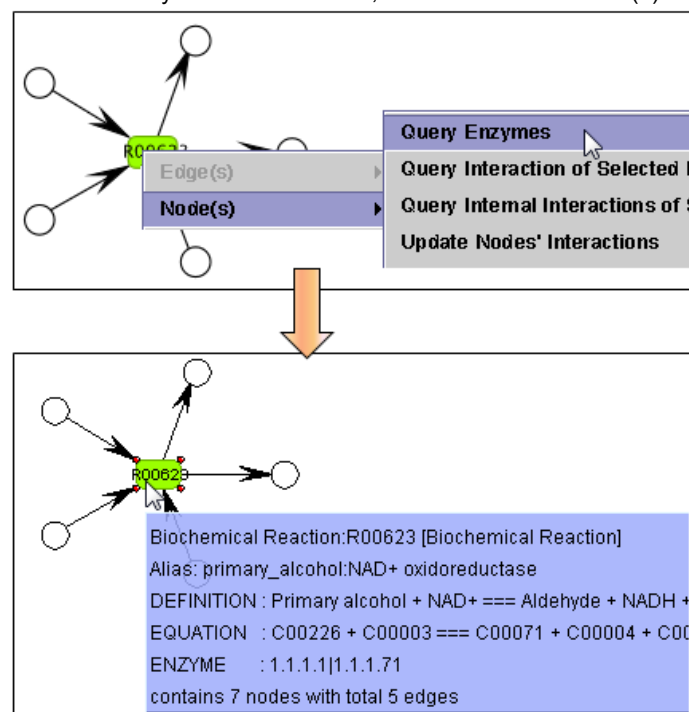 R00623
Edge(s)
Node(s)
Query Enzymes
Query Interaction of Selected
Query Internal Interactions of
Update Nodes' Interactions
R00623
Biochemical Reaction:R00623 [Biochemical Reaction]
Alias: primary_alcohol:NAD+ oxidoreductase
DEFINITION : Primary alcohol + NAD+ === Aldehyde + NADH +
EQUATION : C00226 + C00003 === C00071 + C00004 +
ENZYME : 1.1.1.1|1.1.1.71
contains 7 nodes with total 5 edges